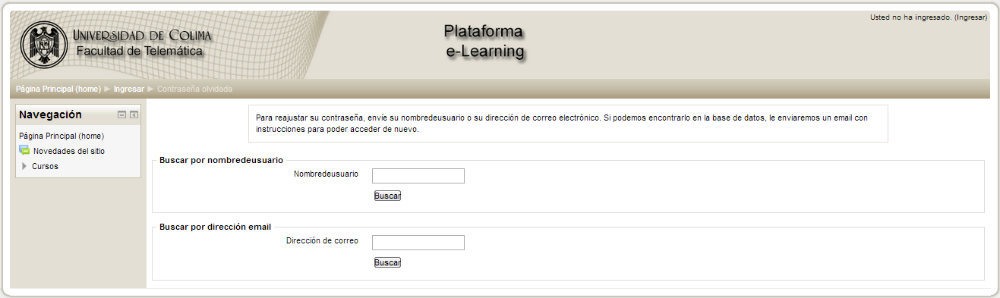 Usted no ha ingresado. (Ingresar)
UNIVERSIDAD DE COLIMA
Facultad de Telemática
Plataforma
e-Learning
Página Principal (home) Ingresar Contraseña olvidada
Navegación
Página Principal (home)
Novedades del sitio
Cursos
Para reajustar su contraseña, envíe su nombredeusuario o su dirección de correo electrónico. Si podemos encontrarlo en la base de datos, le enviaremos un email con
instrucciones para poder acceder de nuevo.
Buscar por nombredeusuario
Nombredeusuario
Buscar
Buscar por dirección email
Dirección de correo
Buscar